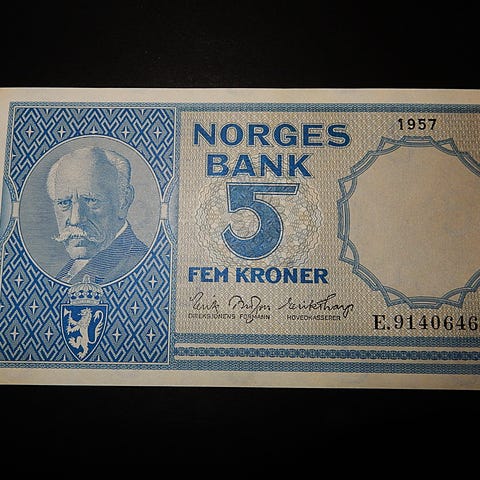 1957
NORGES
BANK
5
FEM KRONER
DIREKSJONENS FORMANN
HOVEDKASSERER
E.9140646